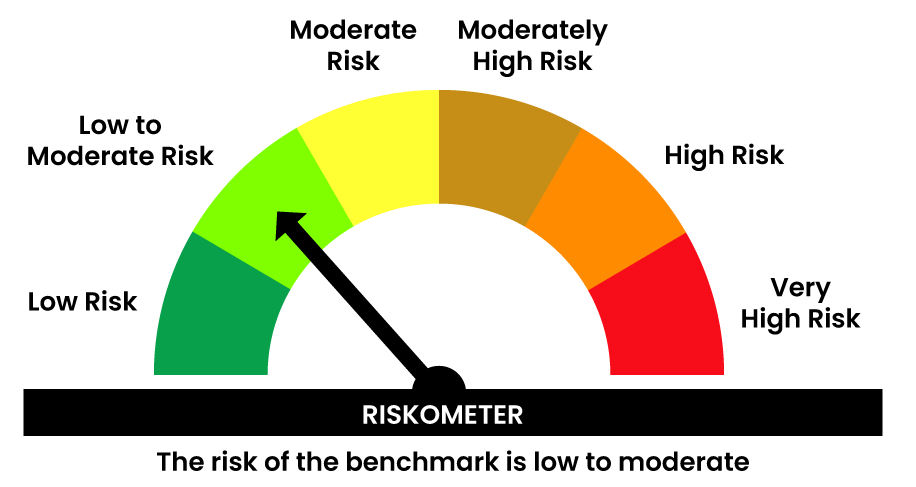 Moderate
Risk
Moderately
High Risk
Low to
Moderate Risk
High Risk
Low Risk
Very
High Risk
RISKOMETER
The risk of the benchmark is low to moderate